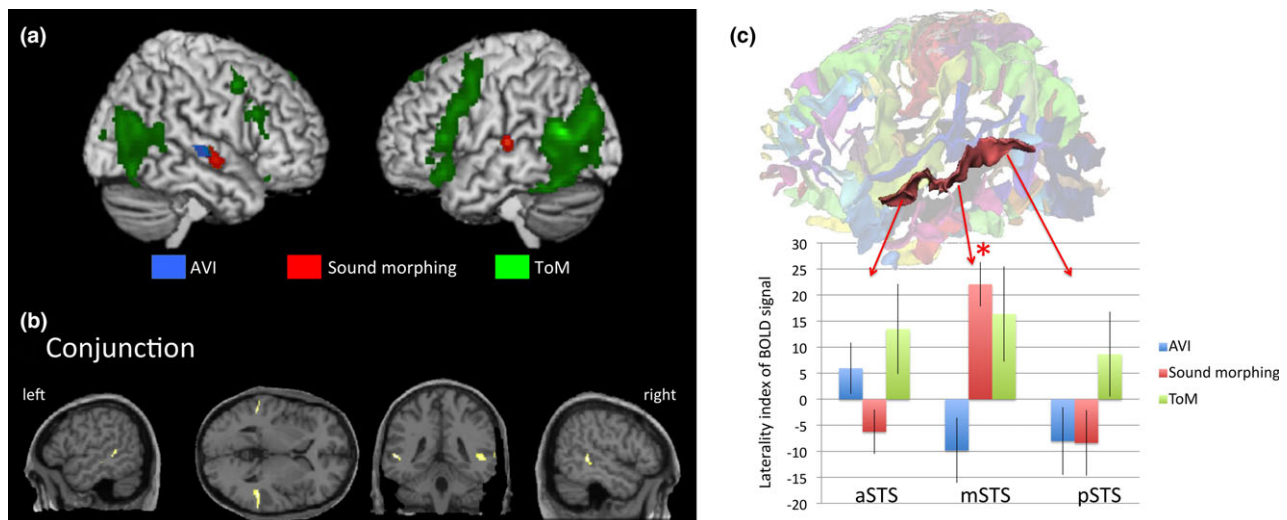 (a)
AVI
Sound morphing
ToM
(b)
Conjunction
left
right
(c)
Laterality index of BOLD signal
30
25
20
15
10
5
0
-5
-10
-15
-20
*
aSTS
mSTS
pSTS
AVI
Sound morphing
ToM